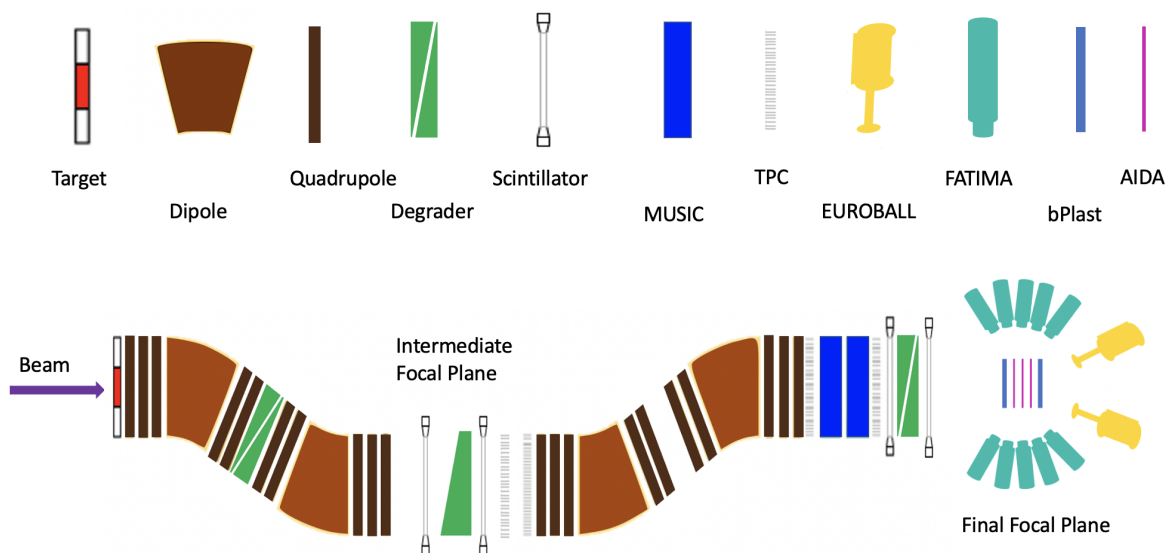 Target
Dipole
Quadrupole
Degrader
Scintillator
MUSIC
TPC
EUROBALL
FATIMA
bPlast
AIDA
Beam
Intermediate
Focal Plane
Final Focal Plane